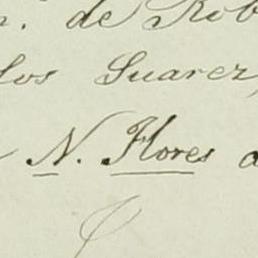 de Rob
los Suarez,
N. Flores